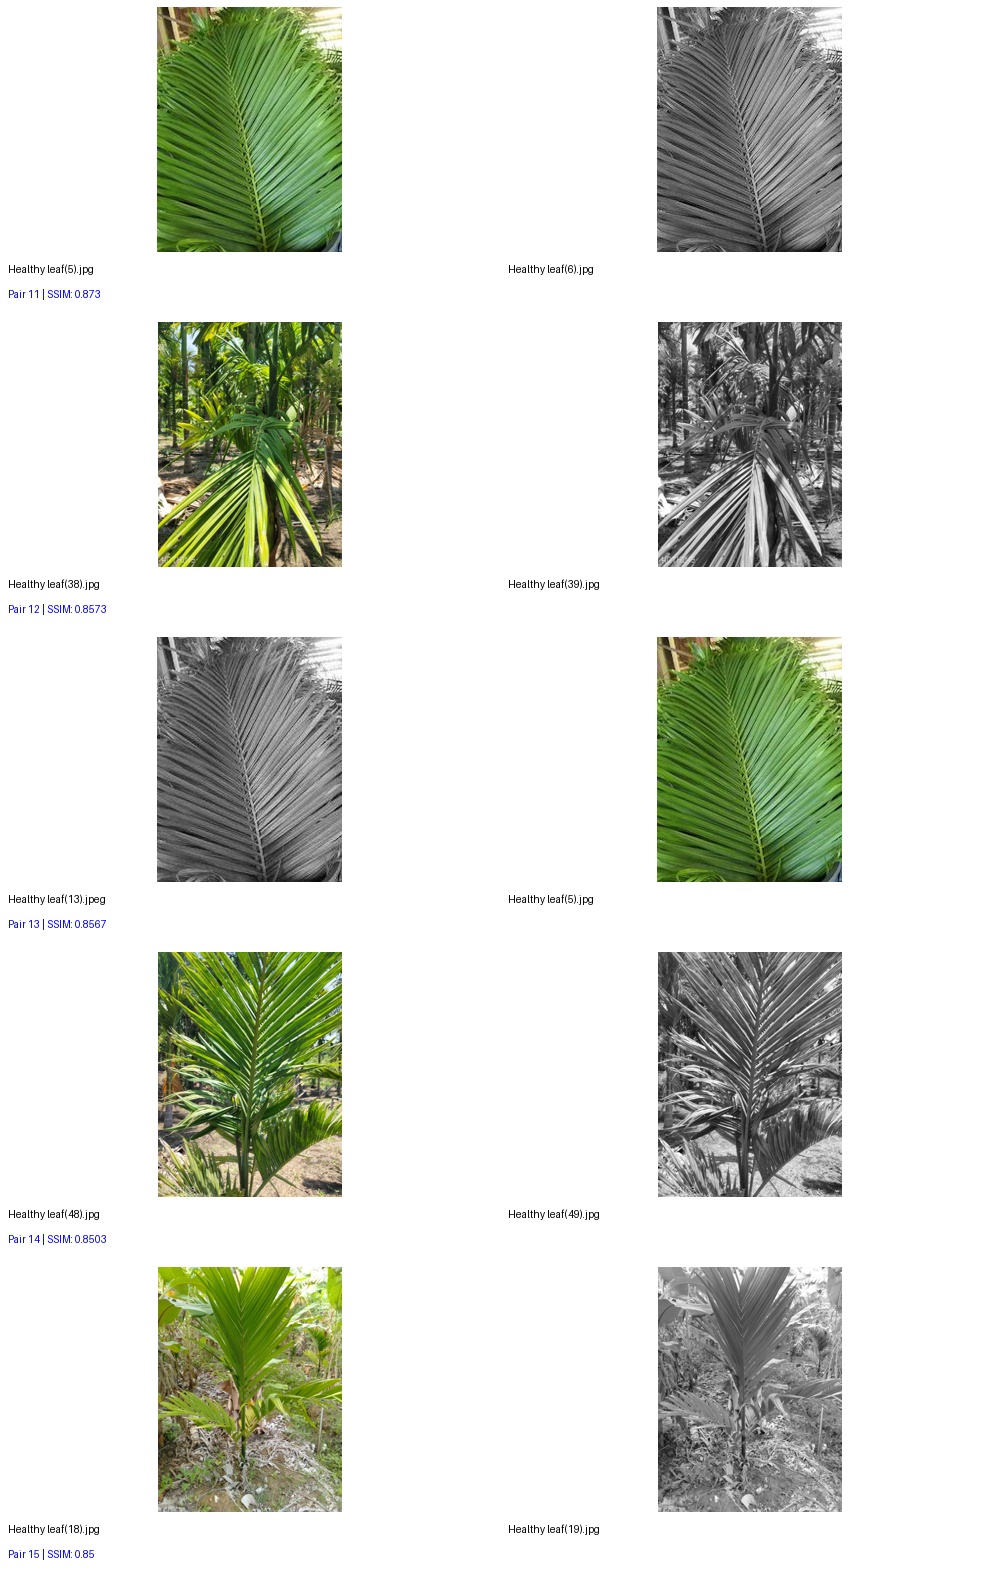 Healthy leaf(5).jpg
Healthy leaf(6).jpg
Pair 11 | SSIM: 0.873
Healthy leaf(38).jpg
Healthy leaf(39).jpg
Pair 12 | SSIM: 0.8573
Healthy leaf(13).jpeg
Healthy leaf(5).jpg
Pair 13 | SSIM: 0.8567
Healthy leaf(48).jpg
Healthy leaf(49).jpg
Pair 14 | SSIM: 0.8503
Healthy leaf(18).jpg
Healthy leaf(19).jpg
Pair 15 | SSIM: 0.85